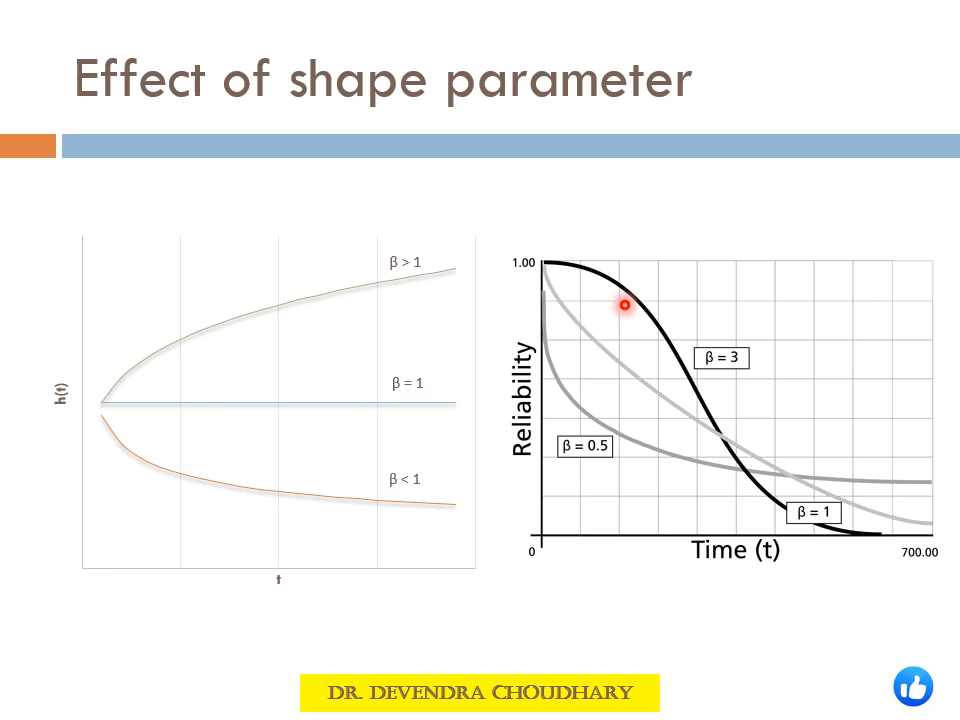 Effect of shape parameter
β > 1
β = 1
β < 1
h(t)
t
1.00
Reliability
β = 3
β = 0.5
β = 1
0
Time (t)
700.00
DR. DEVENDRA CHOUDHARY